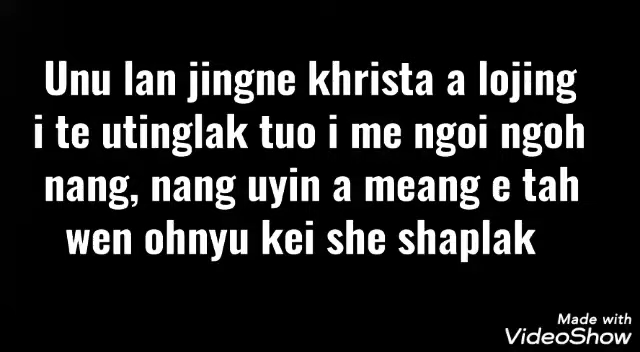 Unu lan jingne khrista a lojing
i te utinglak tuo i me ngoi ngoh
nang, nang uyin a meang e tah
wen ohnyu kei she shaplak
Made with
VideoShow